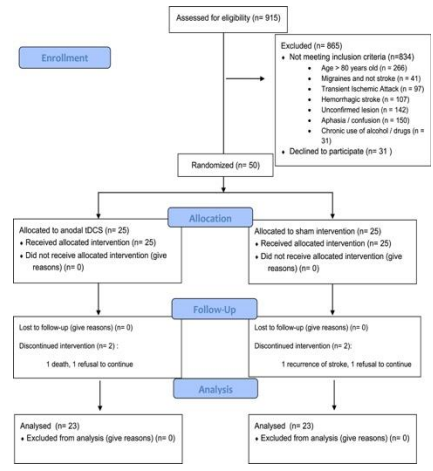 Assessed for eligibility (n= 915)
Enrollment
Excluded (n= 865)
♦ Not meeting inclusion criteria (n=834)
♦ Age > 80 years old (n = 266)
♦ Migraines and not stroke (n = 41)
♦ Transient Ischemic Attack (n = 97)
♦ Hemorrhagic stroke (n = 107)
♦ Unconfirmed lesion (n = 142)
♦ Aphasia / confusion (n = 150)
♦ Chronic use of alcohol / drugs (n =
31)
♦ Declined to participate (n= 31 )
Randomized (n= 50)
Allocation
Allocated to anodal tDCS (n= 25)
♦ Received allocated intervention (n= 25)
♦ Did not receive allocated intervention (give
reasons) (n= 0)
Allocated to sham intervention (n= 25)
♦ Received allocated intervention (n= 25)
♦ Did not receive allocated intervention (give
reasons) (n= 0)
Follow-Up
Lost to follow-up (give reasons) (n= 0)
Discontinued intervention (n= 2) :
1 death, 1 refusal to continue
Lost to follow-up (give reasons) (n= 0)
Discontinued intervention (n= 2) :
1 recurrence of stroke, 1 refusal to continue
Analysis
Analysed (n= 23)
♦ Excluded from analysis (give reasons) (n= 0)
Analysed (n= 23)
♦ Excluded from analysis (give reasons) (n= 0)